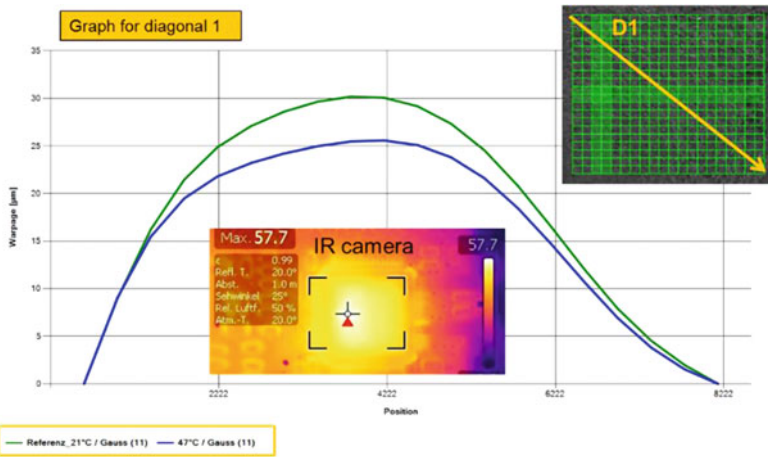 Graph for diagonal 1
D1
35
30
25
20
15
10
5
0
Warpage [µm]
Max. 57.7
IR camera
57.7
ε 0.99
Refl. T. 20.0°
Abst. 1.0 m
Sehwinkel 25°
Rel. Luftf. 50 %
Atm.-T. 20.0°
2222
4222
6222
8222
Position
Referenz_21°C / Gauss (11)
47°C / Gauss (11)